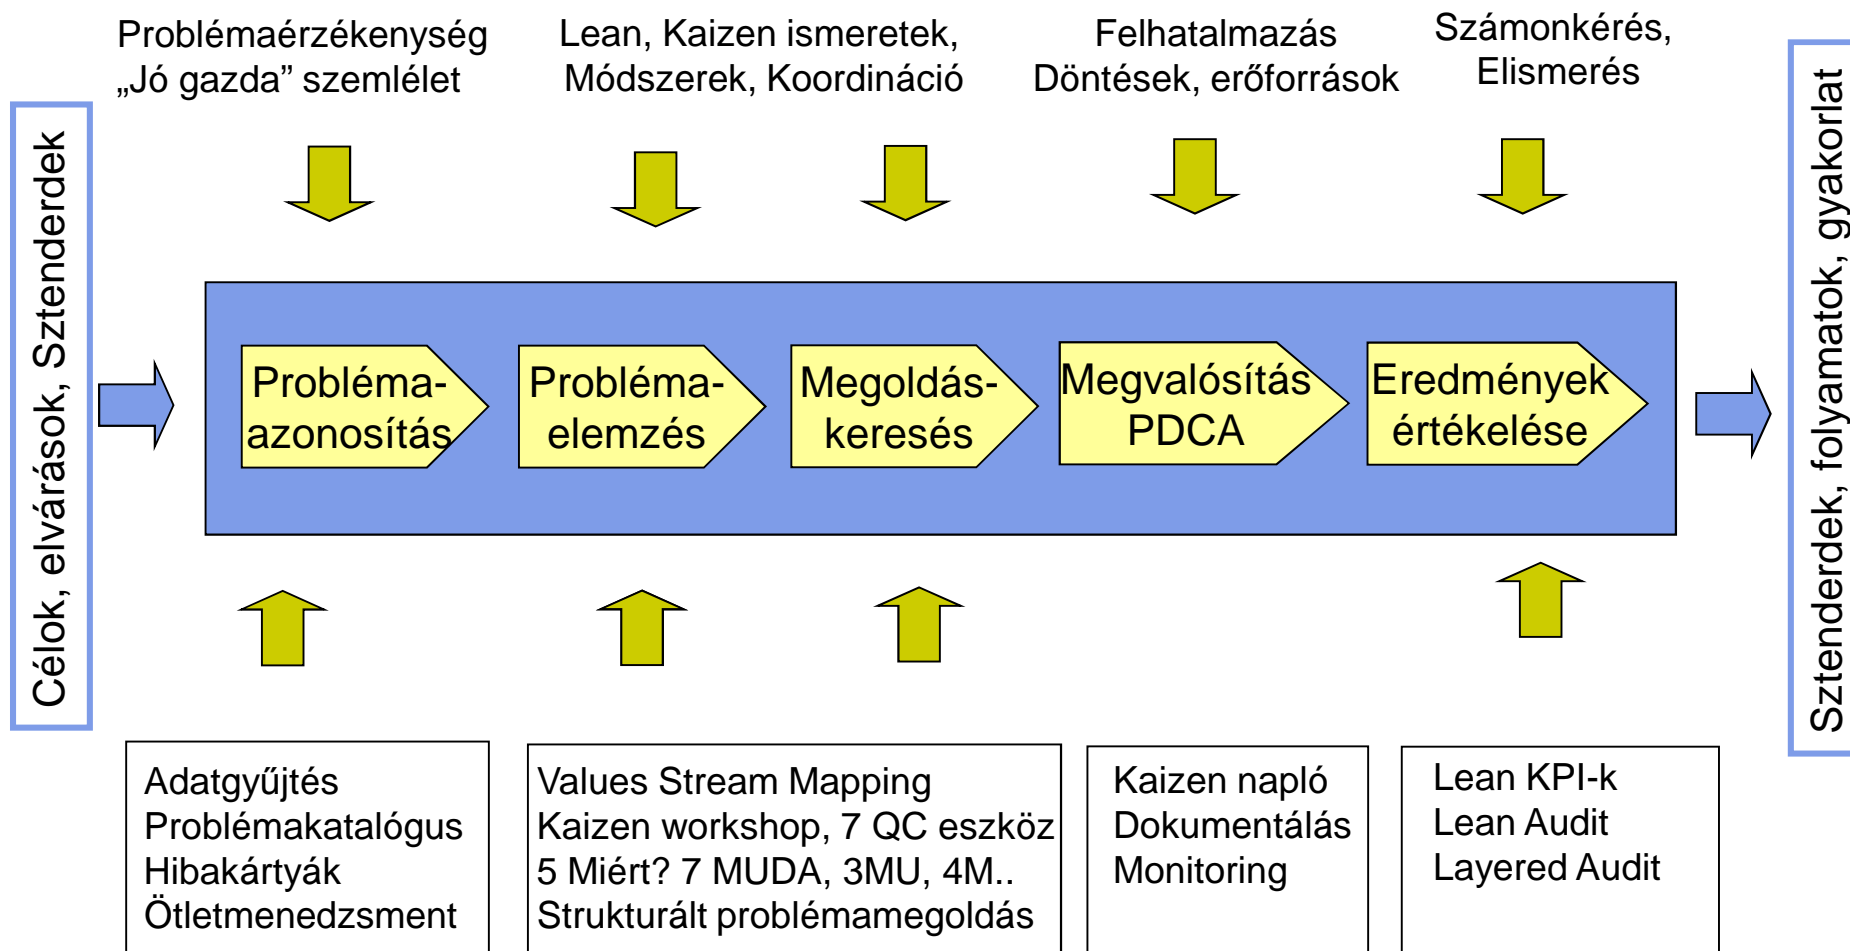 Problémaérzékenység
„Jó gazda” szemlélet
Lean, Kaizen ismeretek,
Módszerek, Koordináció
Felhatalmazás
Döntések, erőforrások
Számonkérés,
Elismerés
Célok, elvárások, Sztenderdek
Probléma-
azonosítás
Probléma-
elemzés
Megoldás-
keresés
Megvalósítás
PDCA
Eredmények
értékelése
Sztenderdek, folyamatok, gyakorlat
Adatgyűjtés
Problémakatalógus
Hibakártyák
Ötletmenedzsment
Values Stream Mapping
Kaizen workshop, 7 QC eszköz
5 Miért? 7 MUDA, 3MU, 4M..
Strukturált problémamegoldás
Kaizen napló
Dokumentálás
Monitoring
Lean KPI-k
Lean Audit
Layered Audit